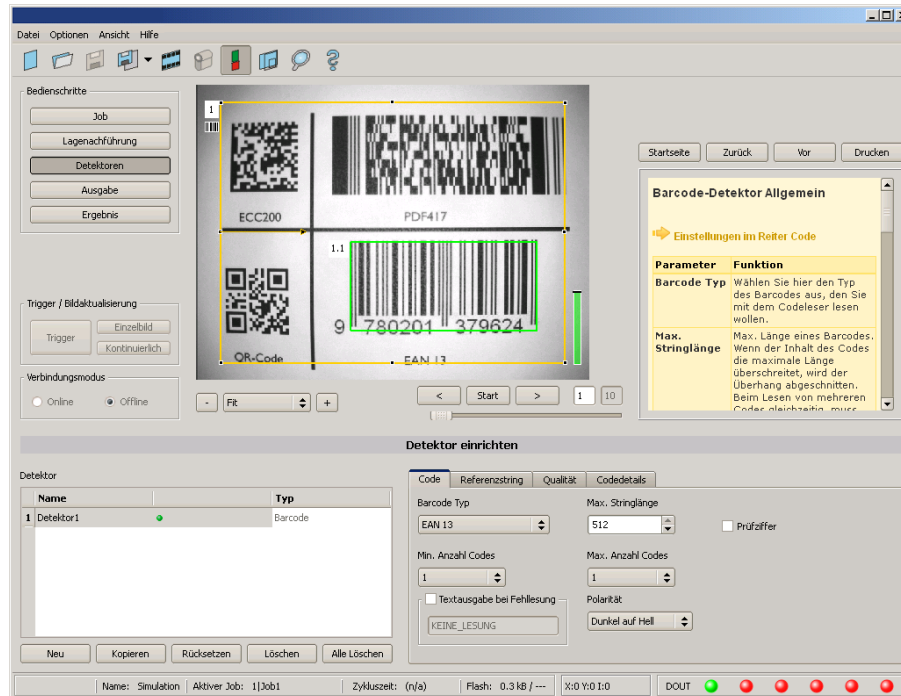 Datei Optionen Ansicht Hilfe
Bedienschritte
Job
Lagenachführung
Detektoren
Ausgabe
Ergebnis
Trigger / Bildaktualisierung
Trigger
Einzelbild
Kontinuierlich
Verbindungsmodus
Online Offline
1
ECC200 PDF417
1.1
9 780201 379624
QR-Code EAN 13
- Fit +
< Start > 1 10
Startseite Zurück Vor Drucken
Barcode-Detektor Allgemein
Einstellungen im Reiter Code
Parameter Funktion
Barcode Typ Wählen Sie hier den Typ
des Barcodes aus, den Sie
mit dem Codeleser lesen
wollen.
Max. Max. Länge eines Barcodes.
Stringlänge Wenn der Inhalt des Codes
die maximale Länge
überschreitet, wird der
Überhang abgeschnitten.
Beim Lesen von mehreren
Codes gleichzeitig, muss
Detektor einrichten
Detektor
Name Typ
1 Detektor1 Barcode
Neu Kopieren Rücksetzen Löschen Alle Löschen
Code Referenzstring Qualität Codedetails
Barcode Typ Max. Stringlänge
EAN 13 512 Prüfziffer
Min. Anzahl Codes Max. Anzahl Codes
1 1
Textausgabe bei Fehllesung Polarität
KEINE_LESUNG Dunkel auf Hell
Name: Simulation Aktiver Job: 1|Job1 Zykluszeit: (n/a) Flash: 0.3 kB / --- X:0 Y:0 I:0 DOUT